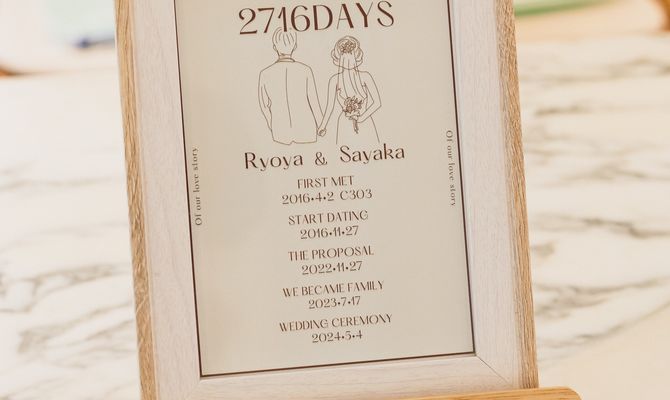 2716DAYS
Ryoya & Sayaka
Of our love story
Of our love story
FIRST MET
2016•4•2 C303
START DATING
2016•11•27
THE PROPOSAL
2022•11•27
WE BECAME FAMILY
2023•7•17
WEDDING CEREMONY
2024•5•4